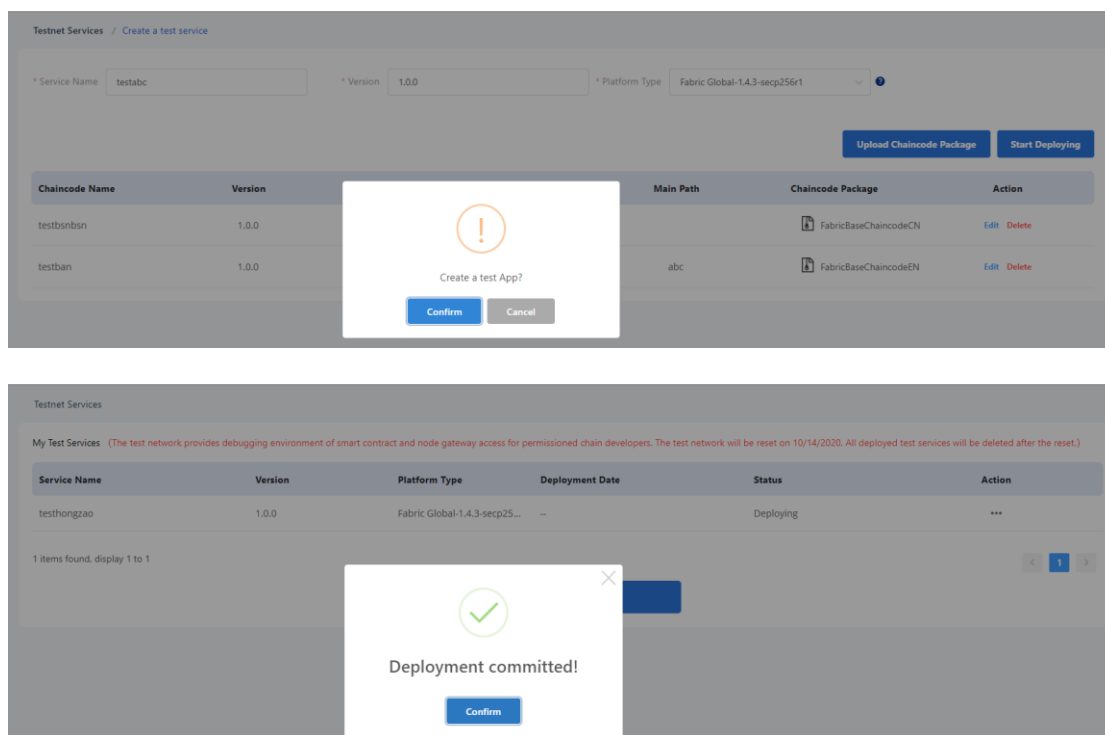 Testnet Services / Create a test service
* Service Name testabc * Version 1.0.0 * Platform Type Fabric Global-1.4.3-secp256r1
Upload Chaincode Package Start Deploying
Chaincode Name Version Main Path Chaincode Package Action
testbsnbsn 1.0.0 FabricBaseChaincodeCN Edit Delete
testban 1.0.0 abc FabricBaseChaincodeEN Edit Delete
Create a test App?
Confirm Cancel
Testnet Services
My Test Services (The test network provides debugging environment of smart contract and node gateway access for permissioned chain developers. The test network will be reset on 10/14/2020. All deployed test services will be deleted after the reset.)
Service Name Version Platform Type Deployment Date Status Action
testhongzao 1.0.0 Fabric Global-1.4.3-secp25... -- Deploying •••
1 items found, display 1 to 1 < 1 >
Deployment committed!
Confirm